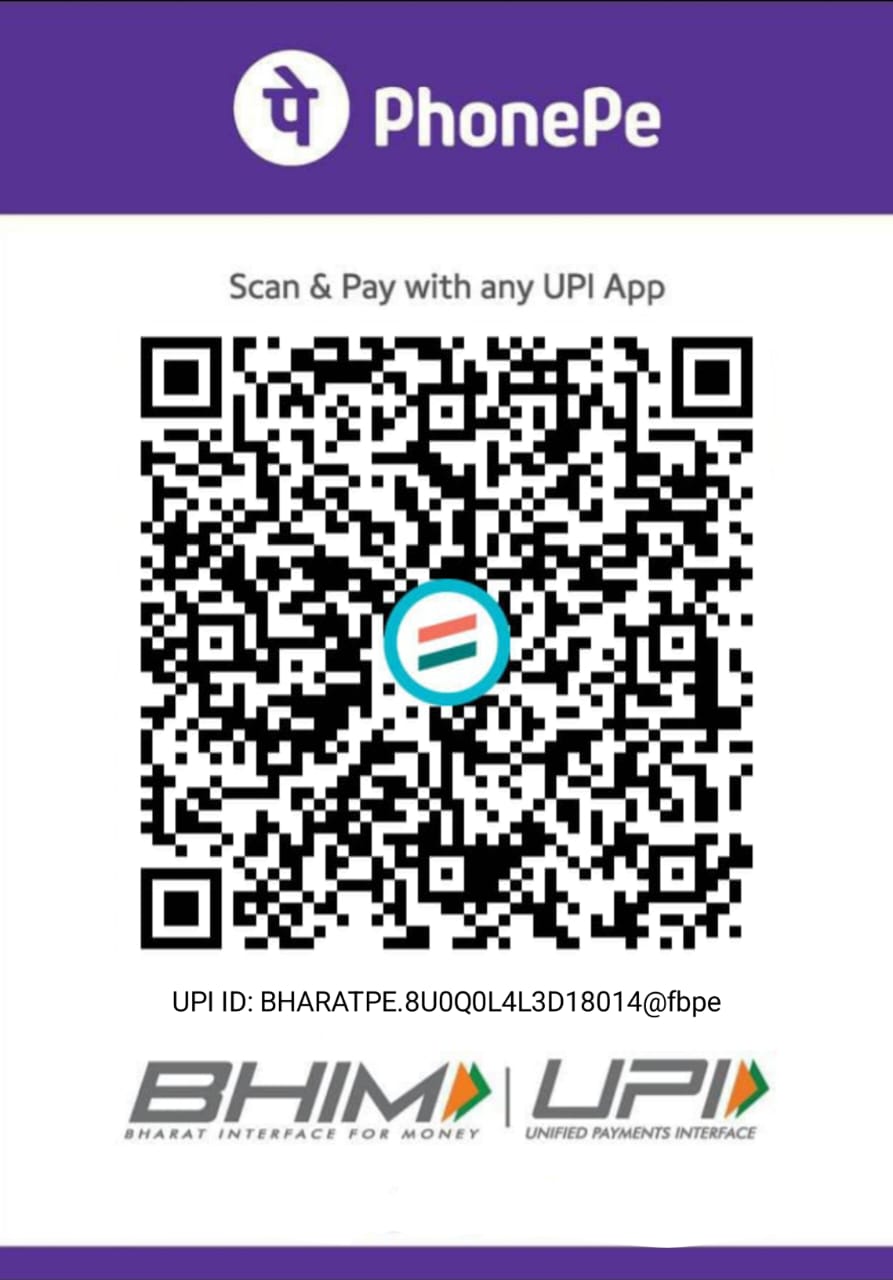 पे PhonePe
Scan & Pay with any UPI App
UPI ID: BHARATPE.8U0Q0L4L3D18014@fbpe
BHIM | UPI
BHARAT INTERFACE FOR MONEY UNIFIED PAYMENTS INTERFACE